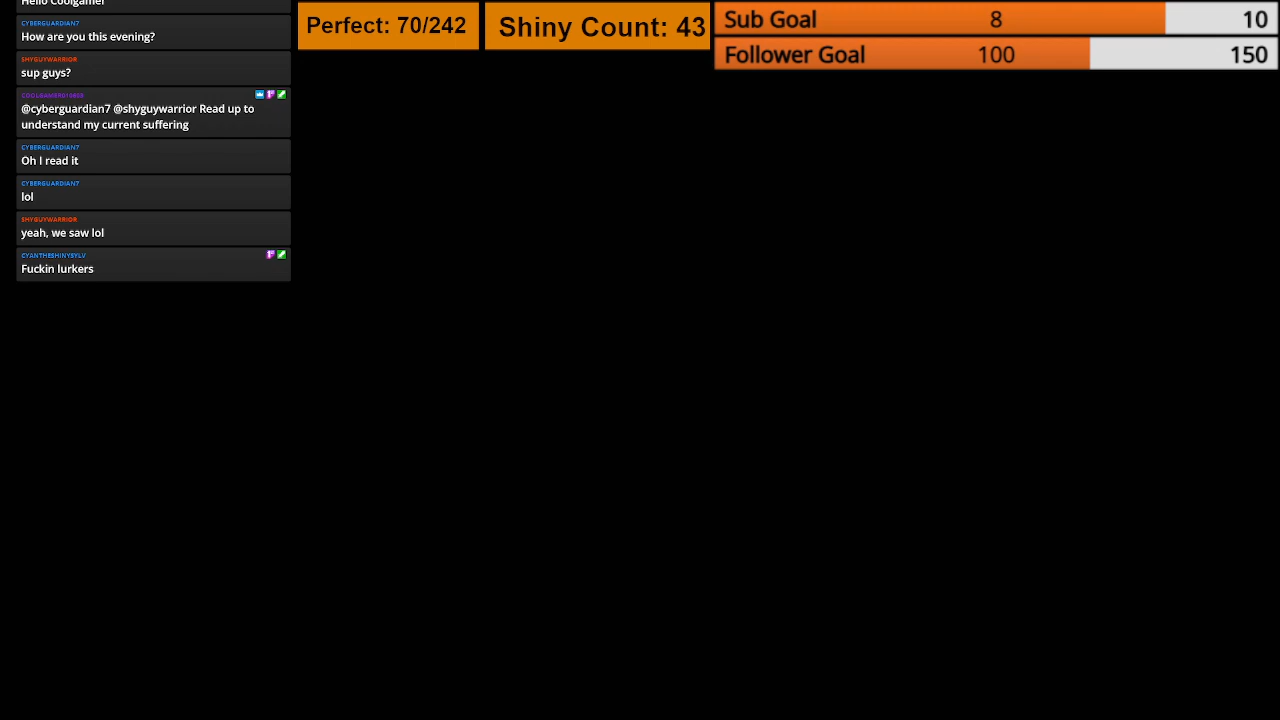 Hello Coolgamer
CYBERGUARDIAN7
How are you this evening?
SHYGUYWARRIOR
sup guys?
@cyberguardian7 @shyguywarrior Read up to
understand my current suffering
CYBERGUARDIAN7
Oh I read it
CYBERGUARDIAN7
lol
SHYGUYWARRIOR
yeah, we saw lol
CYANTHESHINYSYLV
Fuckin lurkers
Perfect: 70/242
Shiny Count: 43
Sub Goal 8 10
Follower Goal 100 150